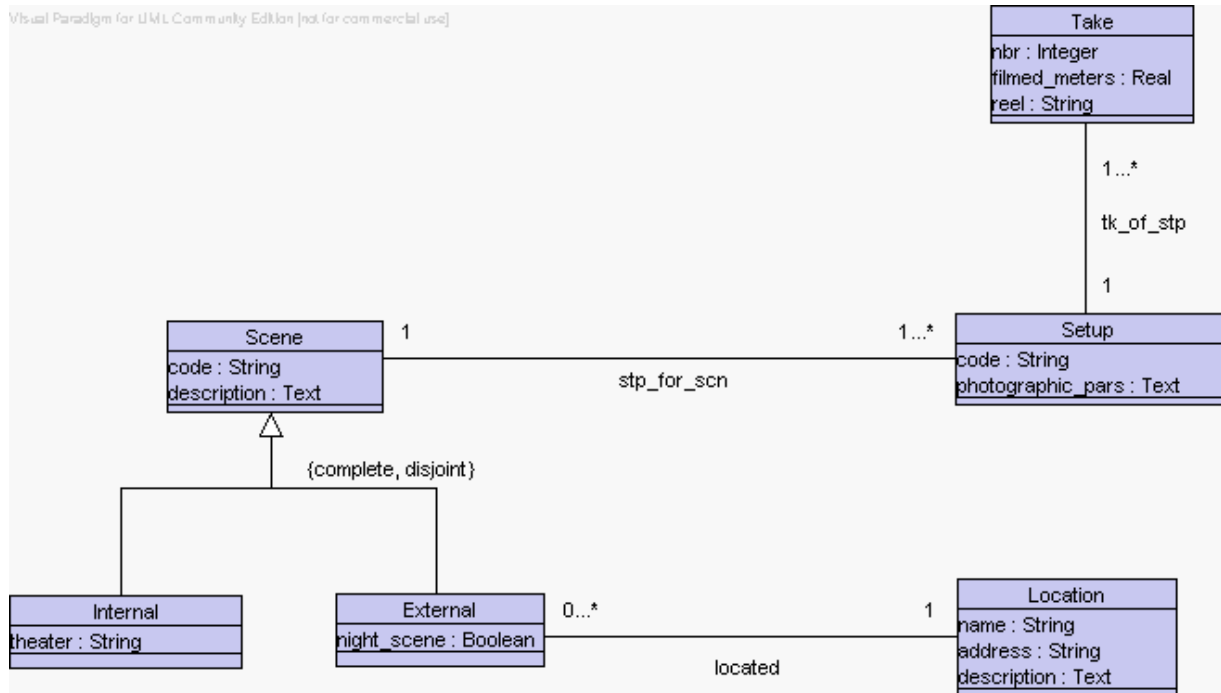 Visual Paradigm for UML Community Edition [not for commercial use]
Take
nbr : Integer
filmed_meters : Real
reel : String
1...*
tk_of_stp
1
Scene
code : String
description : Text
1
1...*
stp_for_scn
Setup
code : String
photographic_pars : Text
{complete, disjoint}
Internal
theater : String
External
night_scene : Boolean
0...*
1
located
Location
name : String
address : String
description : Text